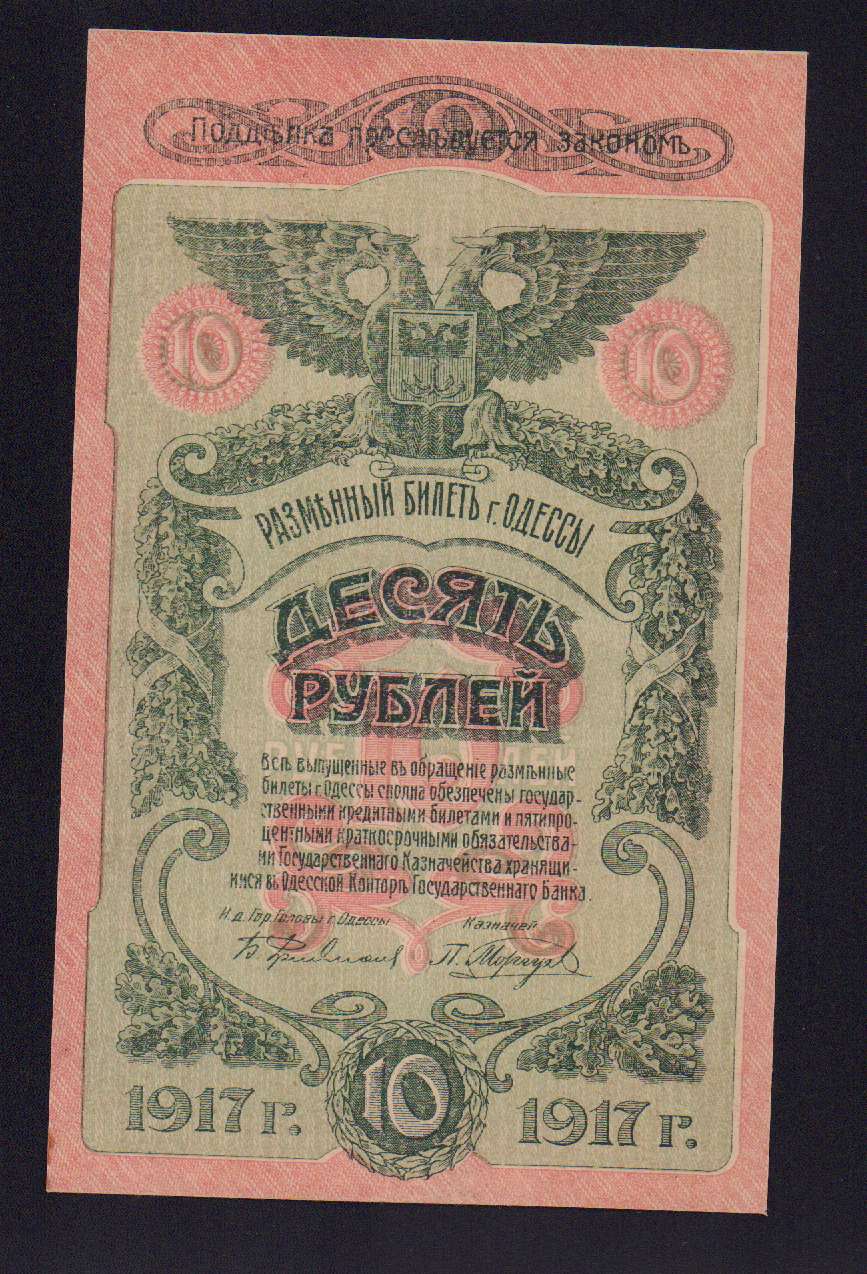 10
Поддѣлка преслѣдуется закономъ.
10 10
РАЗМѢННЫЙ БИЛЕТЪ г. ОДЕССЫ
ДЕСЯТЬ
РУБЛЕЙ
Всѣ выпущенные въ обращеніе размѣнные
билеты г. Одессы сполна обезпечены государ-
ственными кредитными билетами и пятипро-
центными краткосрочными обязательства-
ми Государственнаго Казначейства хранящи-
мися въ Одесской Конторѣ Государственнаго Банка.
И.д. Гор. Головы г. Одессы Казначей
1917 г. 10 1917 г.